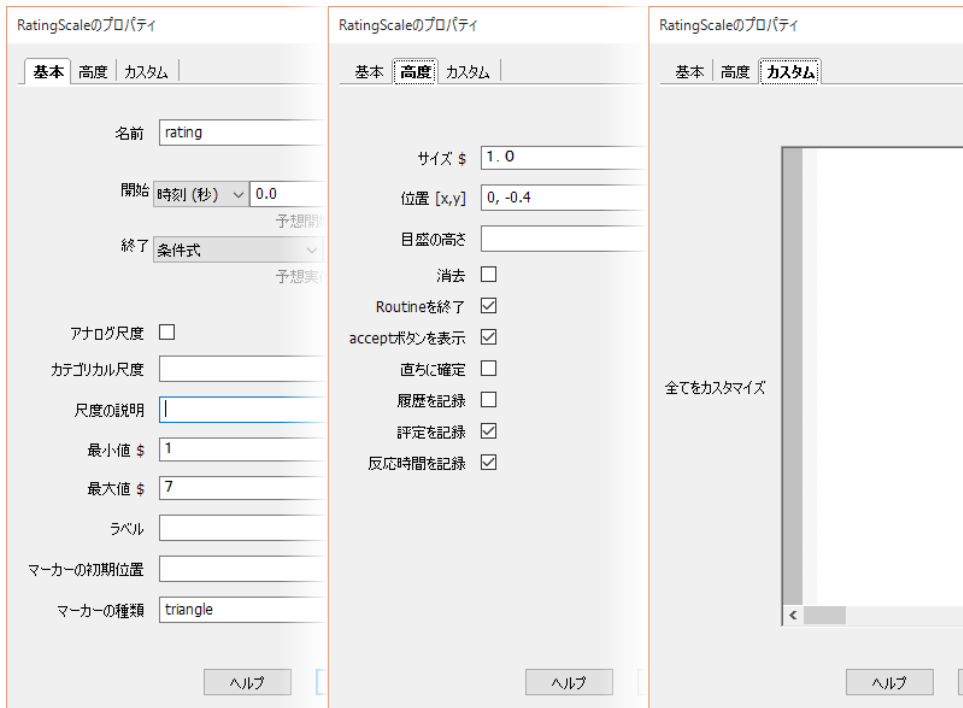 RatingScaleのプロパティ
基本 高度 カスタム
名前 rating
開始 時刻 (秒) 0.0
予想開
終了 条件式
予想実
アナログ尺度
カテゴリカル尺度
尺度の説明
最小値 $ 1
最大値 $ 7
ラベル
マーカーの初期位置
マーカーの種類 triangle
ヘルプ
RatingScaleのプロパティ
基本 高度 カスタム
サイズ $ 1.0
位置 [x,y] 0, -0.4
目盛の高さ
消去
Routineを終了
acceptボタンを表示
直ちに確定
履歴を記録
評定を記録
反応時間を記録
ヘルプ
RatingScaleのプロパティ
基本 高度 カスタム
全てをカスタマイズ
ヘルプ